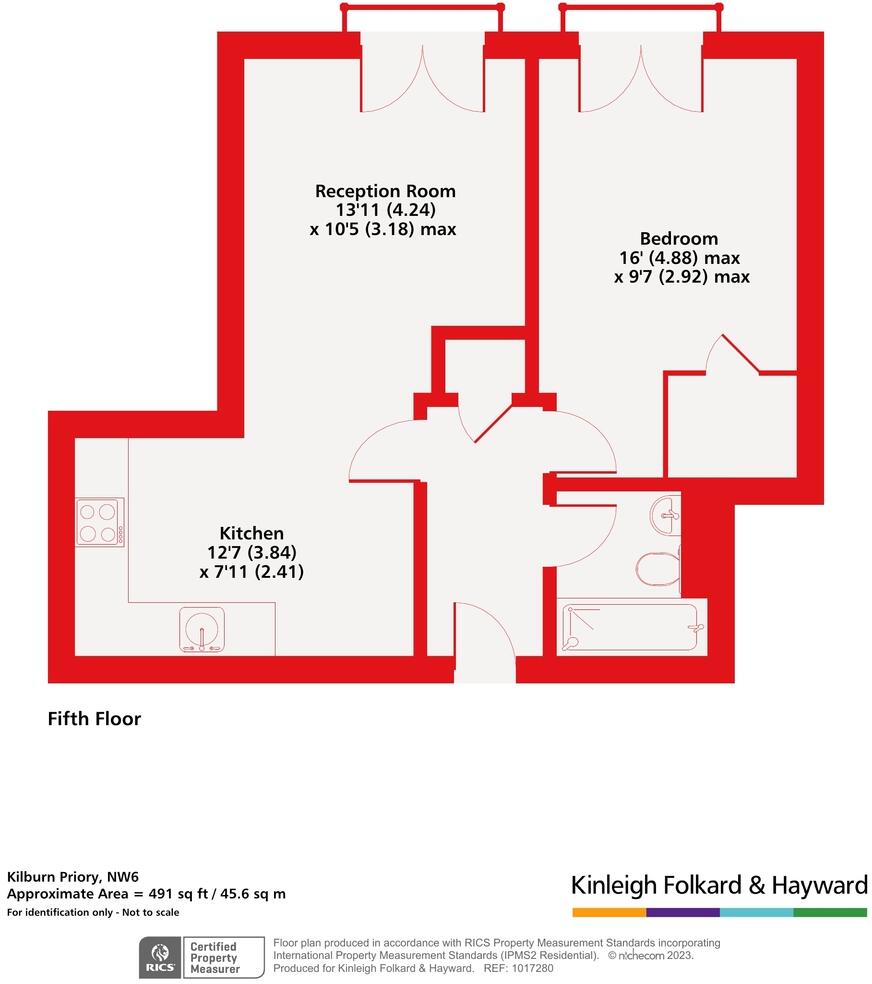 Reception Room
13'11 (4.24)
x 10'5 (3.18) max
Bedroom
16' (4.88) max
x 9'7 (2.92) max
Kitchen
12'7 (3.84)
x 7'11 (2.41)
Fifth Floor
Kilburn Priory, NW6
Approximate Area = 491 sq ft / 45.6 sq m
For identification only - Not to scale
Kinleigh Folkard & Hayward
RICS
Certified
Property
Measurer
Floor plan produced in accordance with RICS Property Measurement Standards incorporating
International Property Measurement Standards (IPMS2 Residential). © nichecom 2023.
Produced for Kinleigh Folkard & Hayward. REF: 1017280